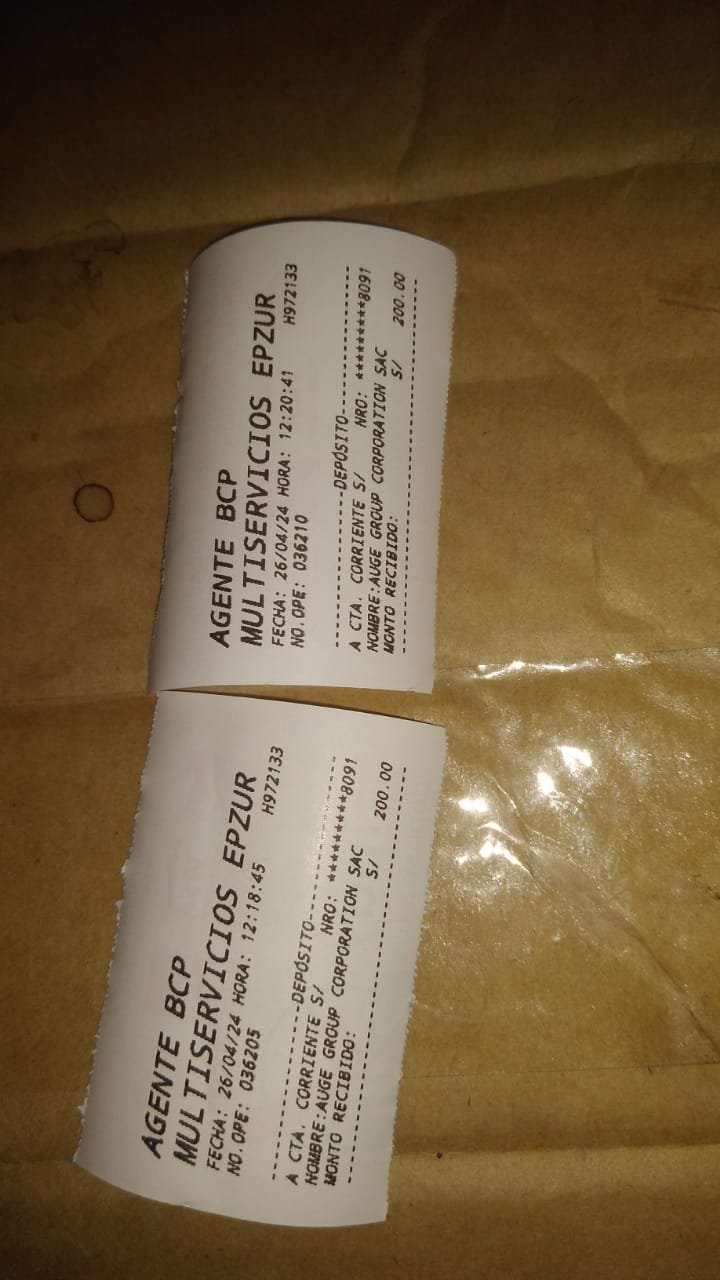 AGENTE BCP
MULTISERVICIOS EPZUR
FECHA: 26/04/24 HORA: 12:20:41
NO.OPE: 036210 H972133
---------------DEPÓSITO---------------
A CTA. CORRIENTE S/ NRO: **********8091
NOMBRE:AUGE GROUP CORPORATION SAC
MONTO RECIBIDO: S/ 200.00
AGENTE BCP
MULTISERVICIOS EPZUR
FECHA: 26/04/24 HORA: 12:18:45
NO.OPE: 036205 H972133
---------------DEPÓSITO---------------
A CTA. CORRIENTE S/ NRO: **********8091
NOMBRE:AUGE GROUP CORPORATION SAC
MONTO RECIBIDO: S/ 200.00